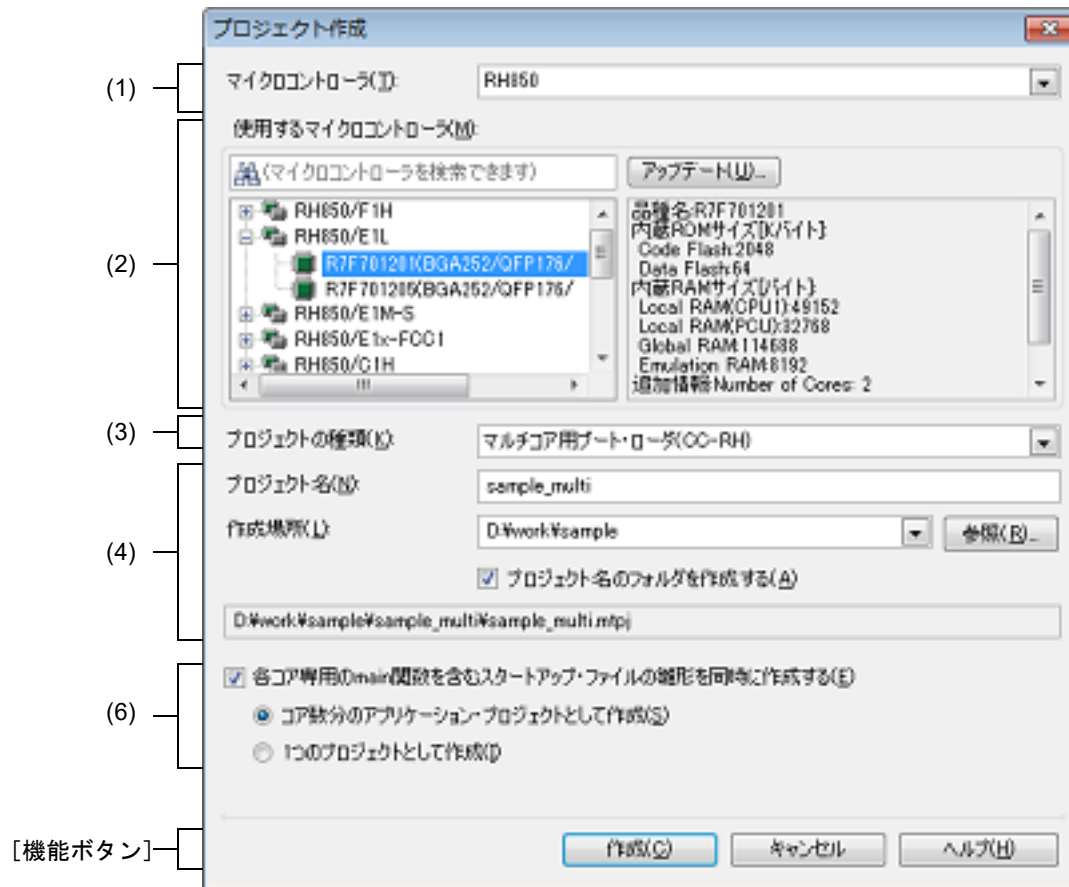 プロジェクト作成
(1)
マイクロコントローラ(T):
RH850
(2)
使用するマイクロコントローラ(M):
(マイクロコントローラを検索できます)
アップデート(U)...
RH850/F1H
RH850/E1L
R7F701201(BGA252/QFP176/
R7F701205(BGA252/QFP176/
RH850/E1M-S
RH850/E1x-FCC1
RH850/C1H
品種名:R7F701201
内蔵ROMサイズ[Kバイト]
Code Flash:2048
Data Flash:64
内蔵RAMサイズ[バイト]
Local RAM(CPU1):49152
Local RAM(PCU):32768
Global RAM:114688
Emulation RAM:8192
追加情報:Number of Cores: 2
(3)
プロジェクトの種類(K):
マルチコア用ブート・ローダ(CC-RH)
(4)
プロジェクト名(N):
sample_multi
作成場所(L):
D:¥work¥sample
参照(R)...
プロジェクト名のフォルダを作成する(A)
D:¥work¥sample¥sample_multi¥sample_multi.mtpj
(6)
各コア専用のmain関数を含むスタートアップ・ファイルの雛形を同時に作成する(E)
コア数分のアプリケーション・プロジェクトとして作成(S)
1つのプロジェクトとして作成(I)
[機能ボタン]
作成(C)
キャンセル
ヘルプ(H)